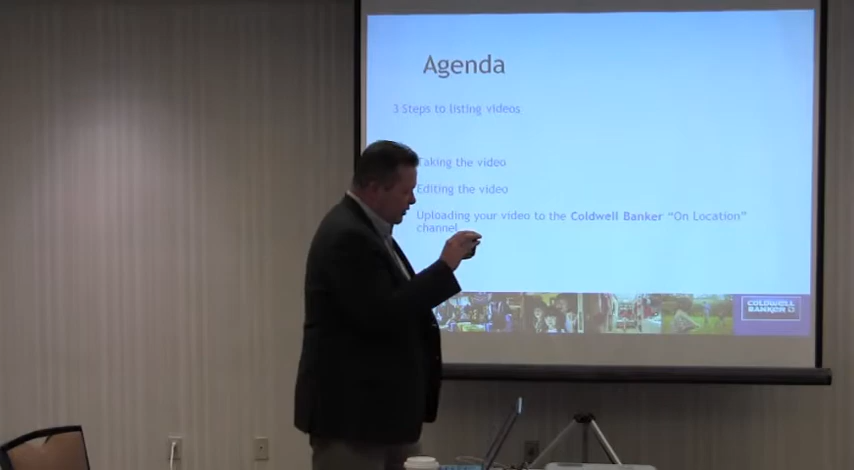 Agenda
3 Steps to listing videos
Taking the video
Editing the video
Uploading your video to the Coldwell Banker “On Location”
channel
COLDWELL
BANKER